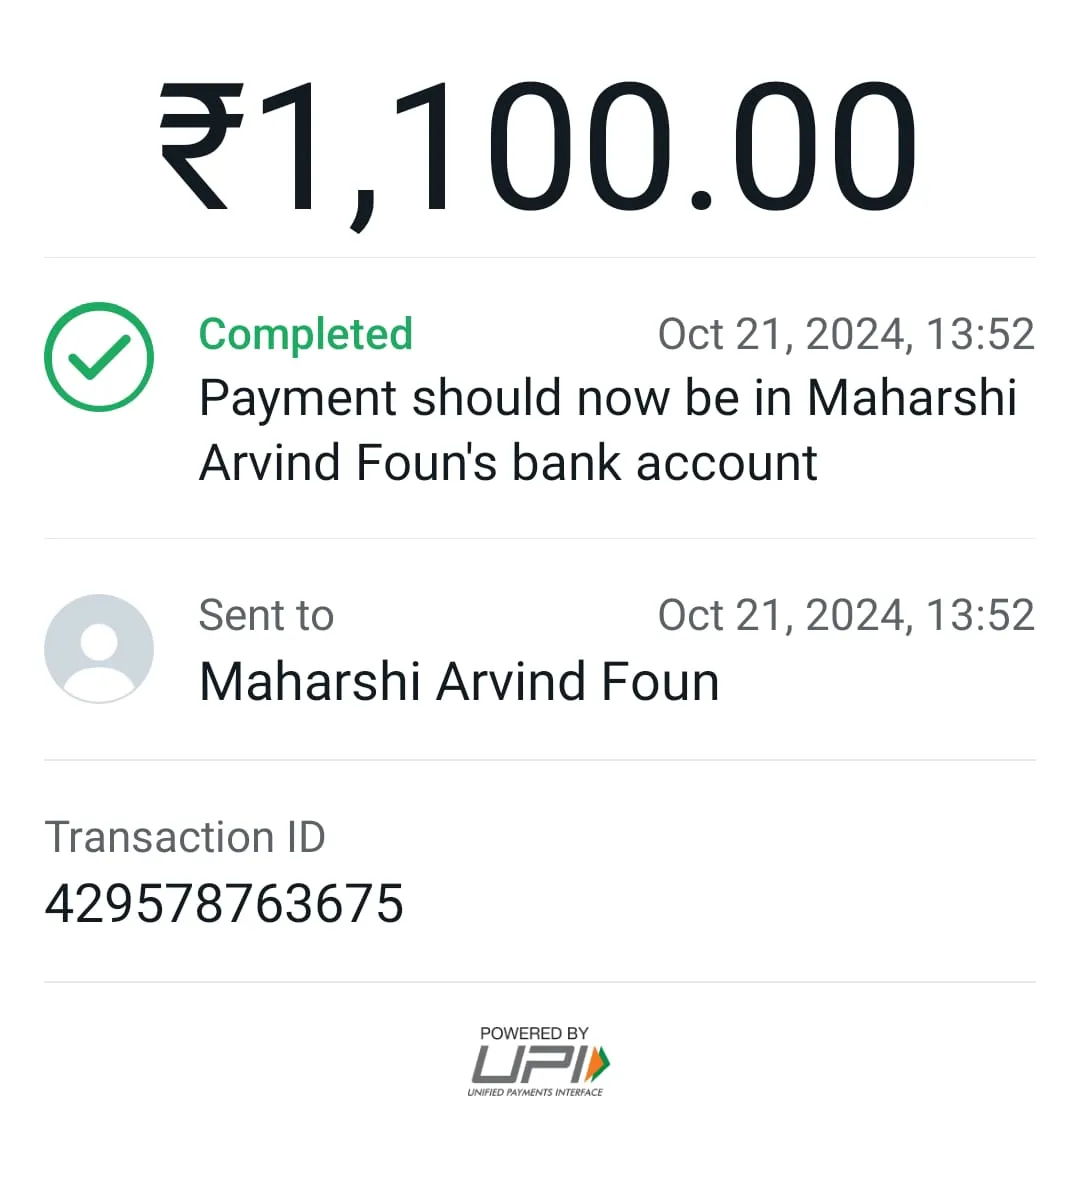 ₹1,100.00
Completed
Oct 21, 2024, 13:52
Payment should now be in Maharshi
Arvind Foun's bank account
Sent to
Oct 21, 2024, 13:52
Maharshi Arvind Foun
Transaction ID
429578763675
POWERED BY
UPI
UNIFIED PAYMENTS INTERFACE